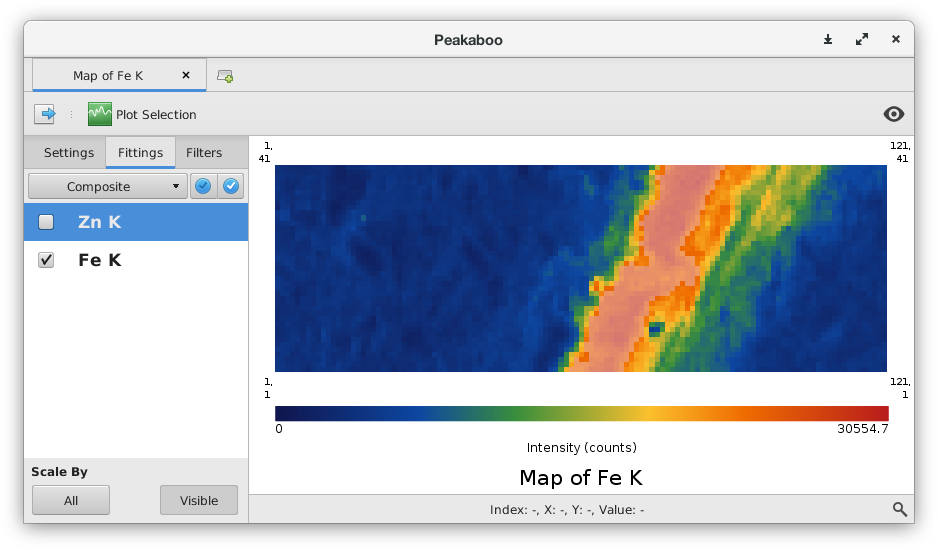 Peakaboo
Map of Fe K
Plot Selection
Settings Fittings Filters
Composite
Zn K
Fe K
Scale By
All Visible
1,
41
121,
41
1,
1
121,
1
0 30554.7
Intensity (counts)
Map of Fe K
Index: -, X: -, Y: -, Value: -